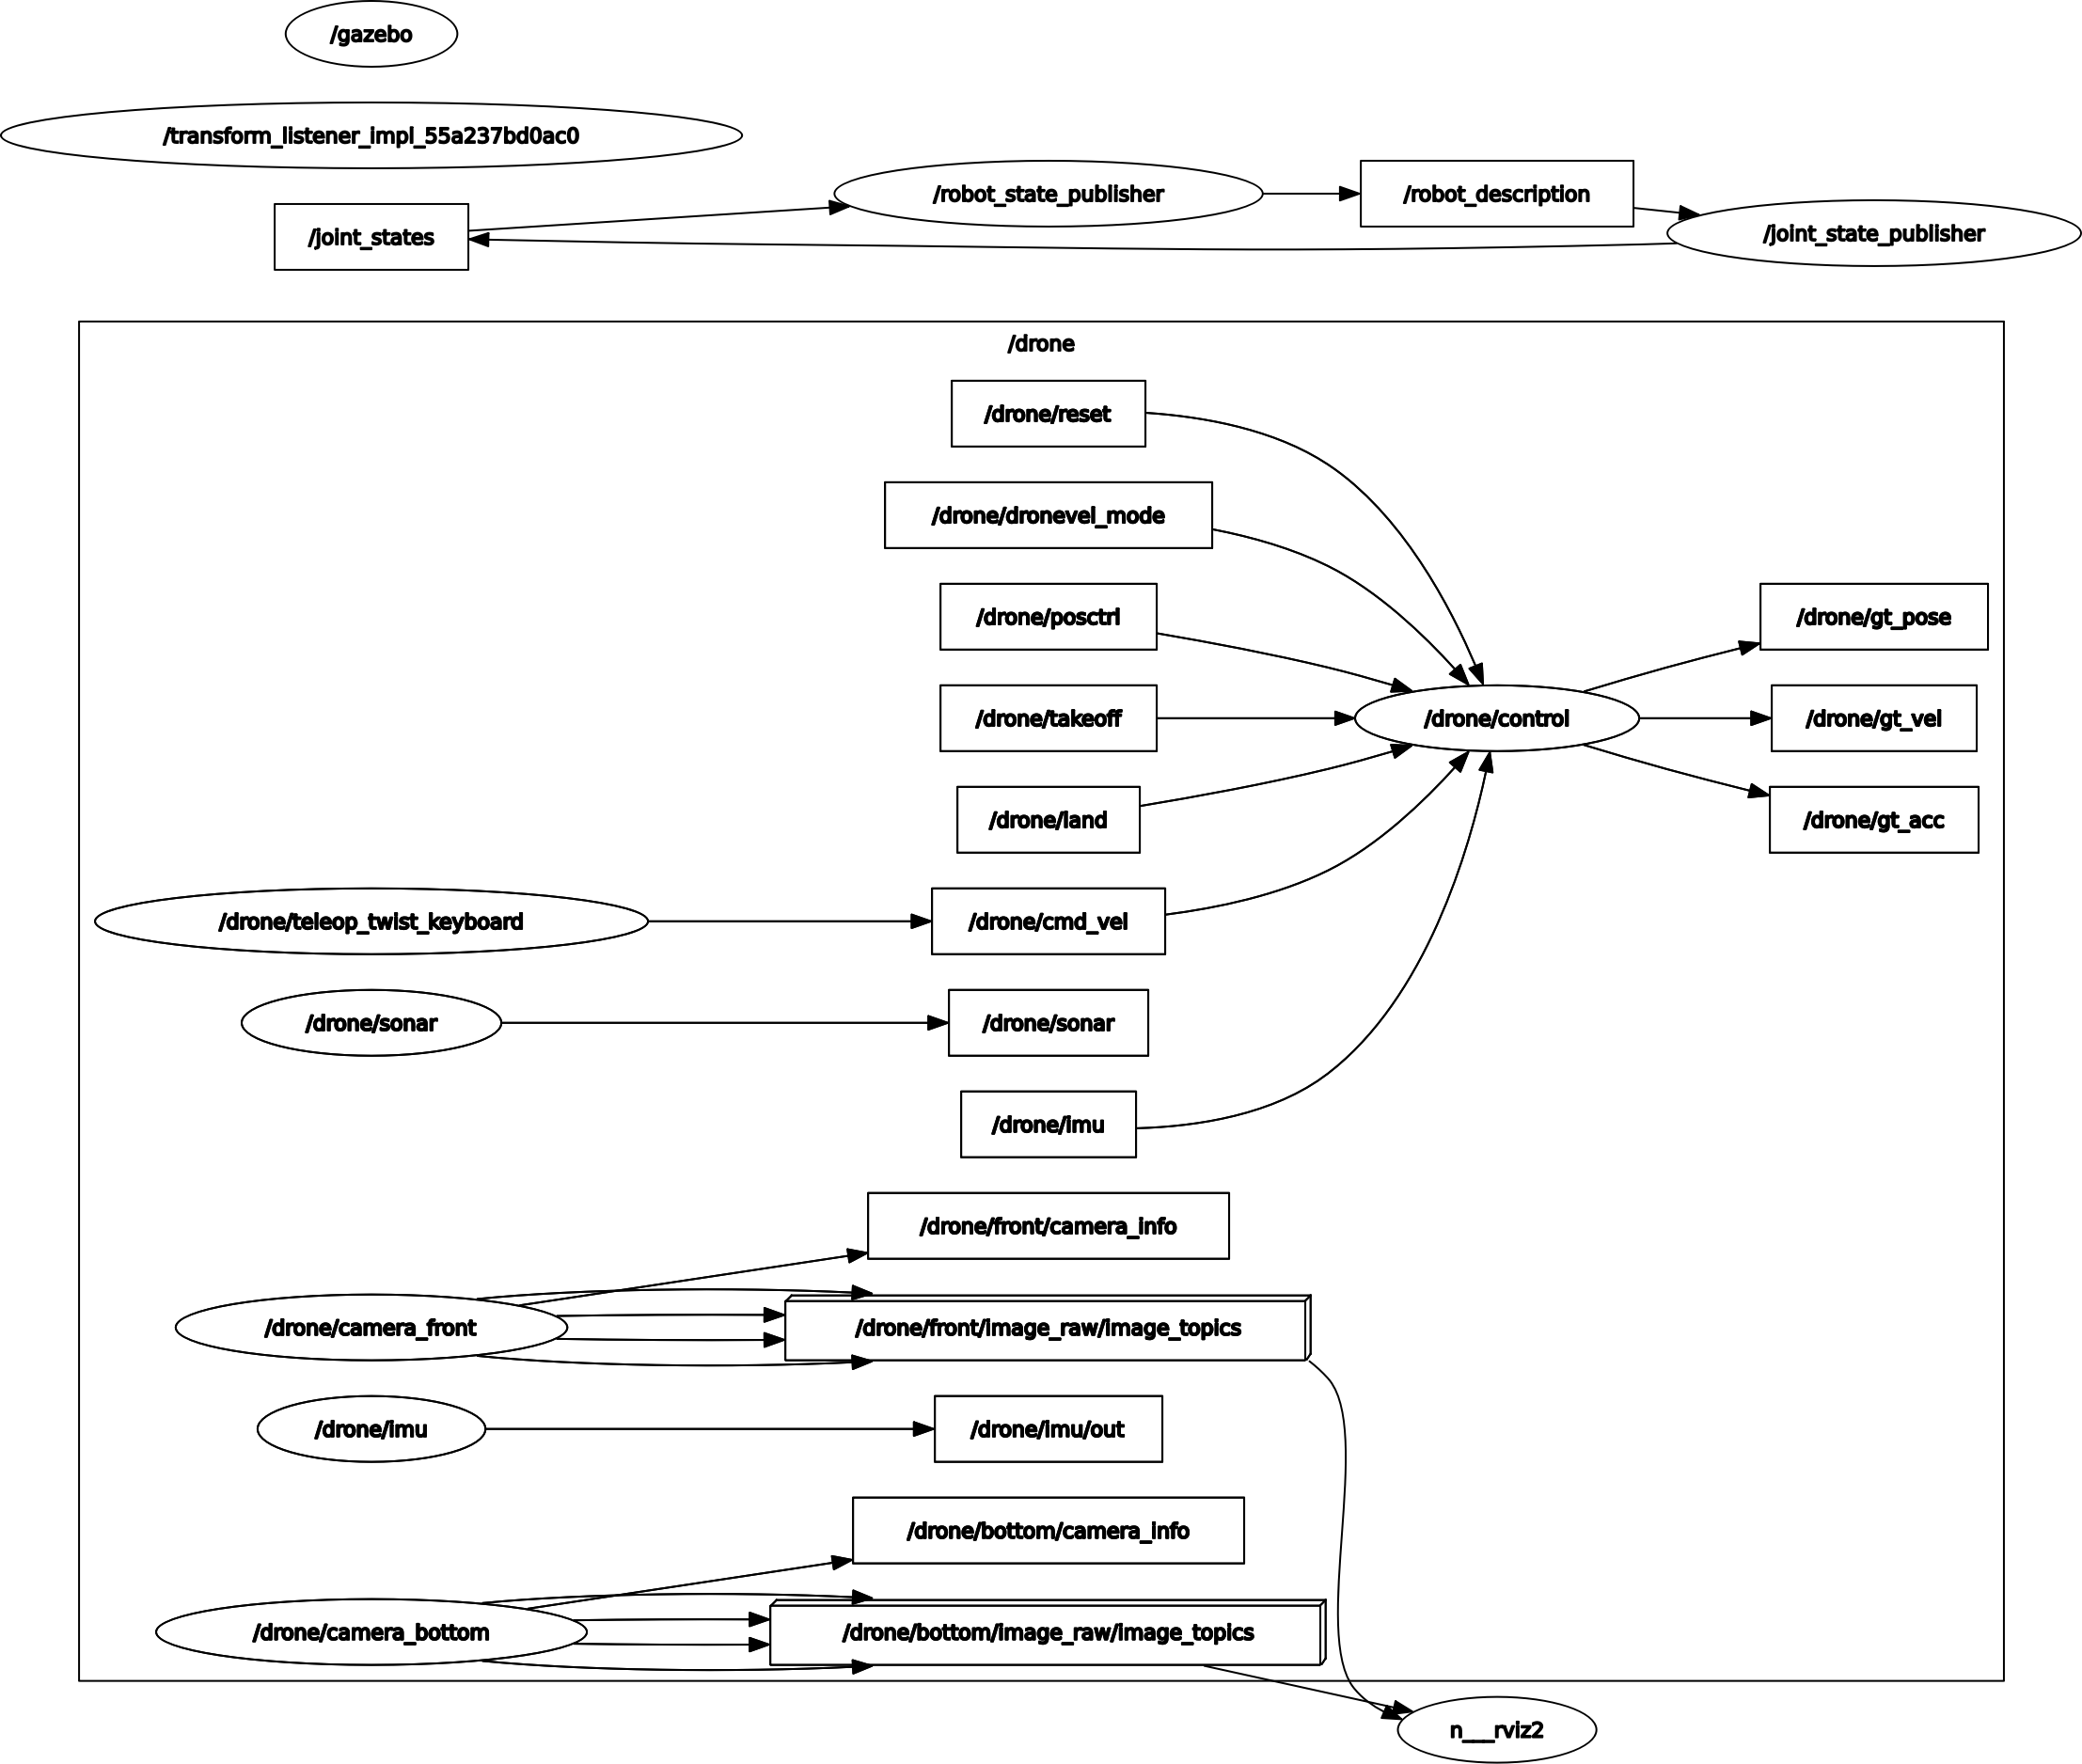 /gazebo
/transform_listener_impl_55a237bd0ac0
/robot_state_publisher
/robot_description
/joint_states
/joint_state_publisher
/drone
/drone/reset
/drone/dronevel_mode
/drone/posctrl
/drone/gt_pose
/drone/takeoff
/drone/control
/drone/gt_vel
/drone/land
/drone/gt_acc
/drone/teleop_twist_keyboard
/drone/cmd_vel
/drone/sonar
/drone/sonar
/drone/imu
/drone/front/camera_info
/drone/camera_front
/drone/front/image_raw/image_topics
/drone/imu
/drone/imu/out
/drone/bottom/camera_info
/drone/camera_bottom
/drone/bottom/image_raw/image_topics
n___rviz2